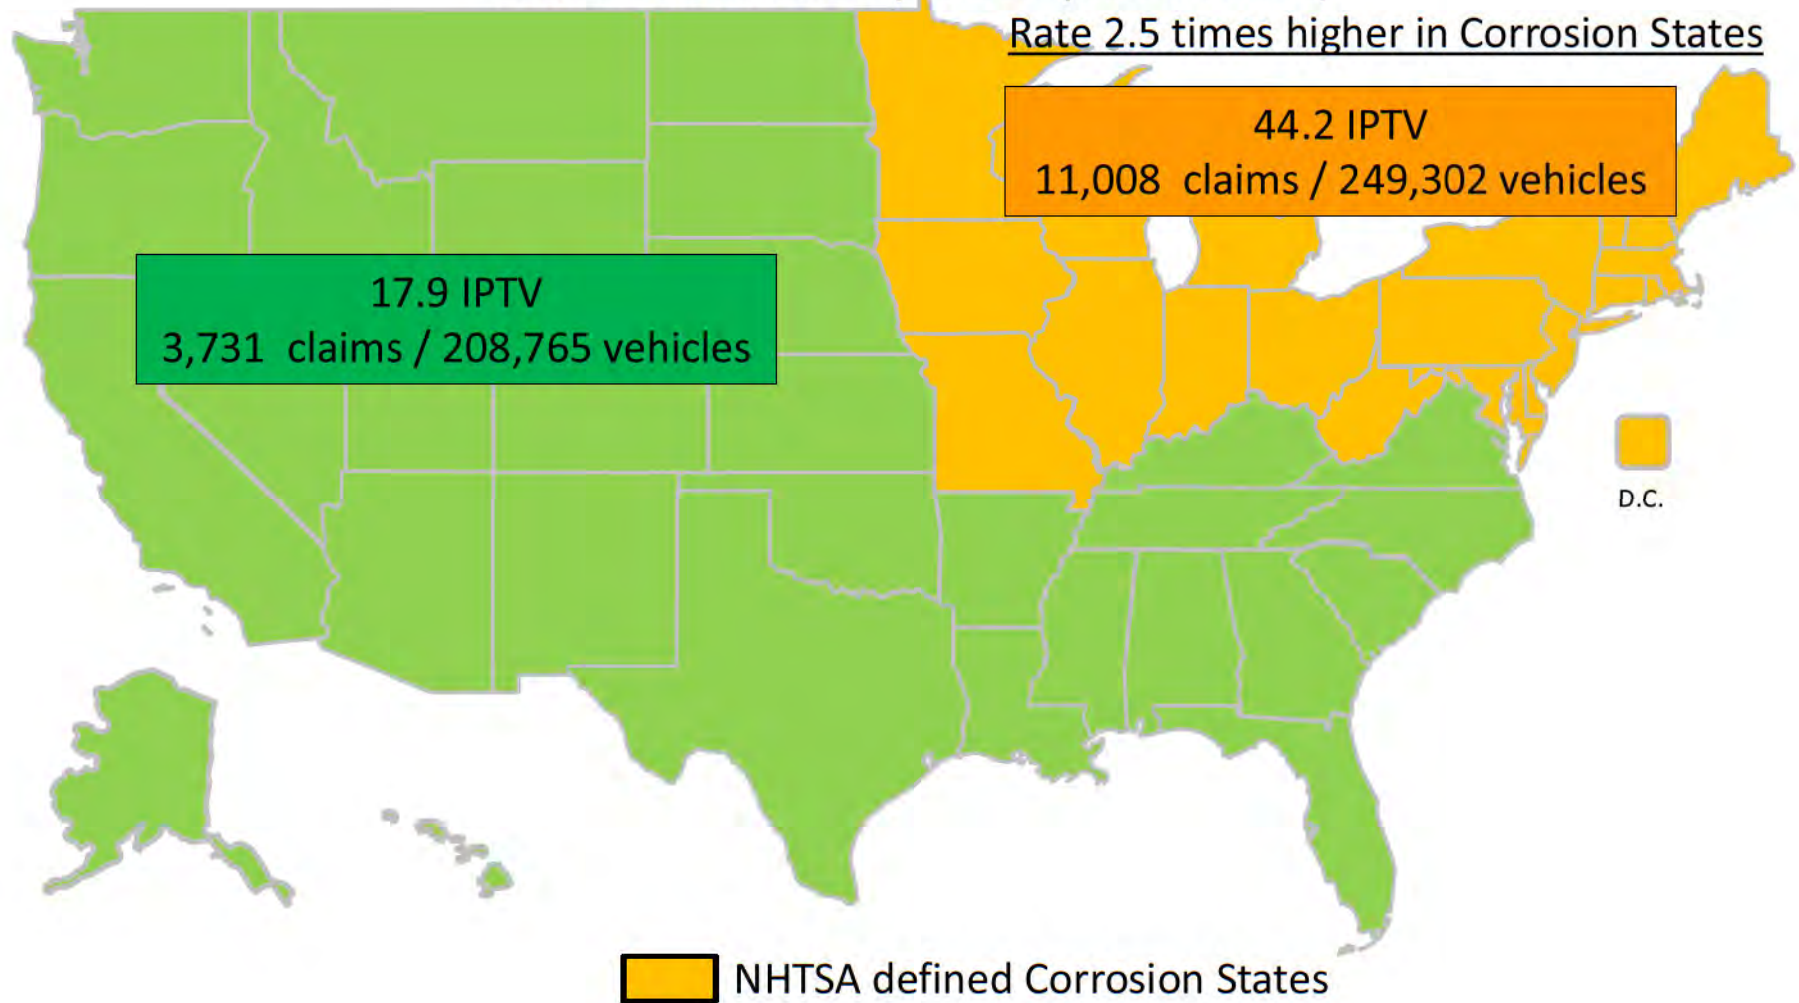 Rate 2.5 times higher in Corrosion States
44.2 IPTV
11,008 claims / 249,302 vehicles
17.9 IPTV
3,731 claims / 208,765 vehicles
D.C.
NHTSA defined Corrosion States